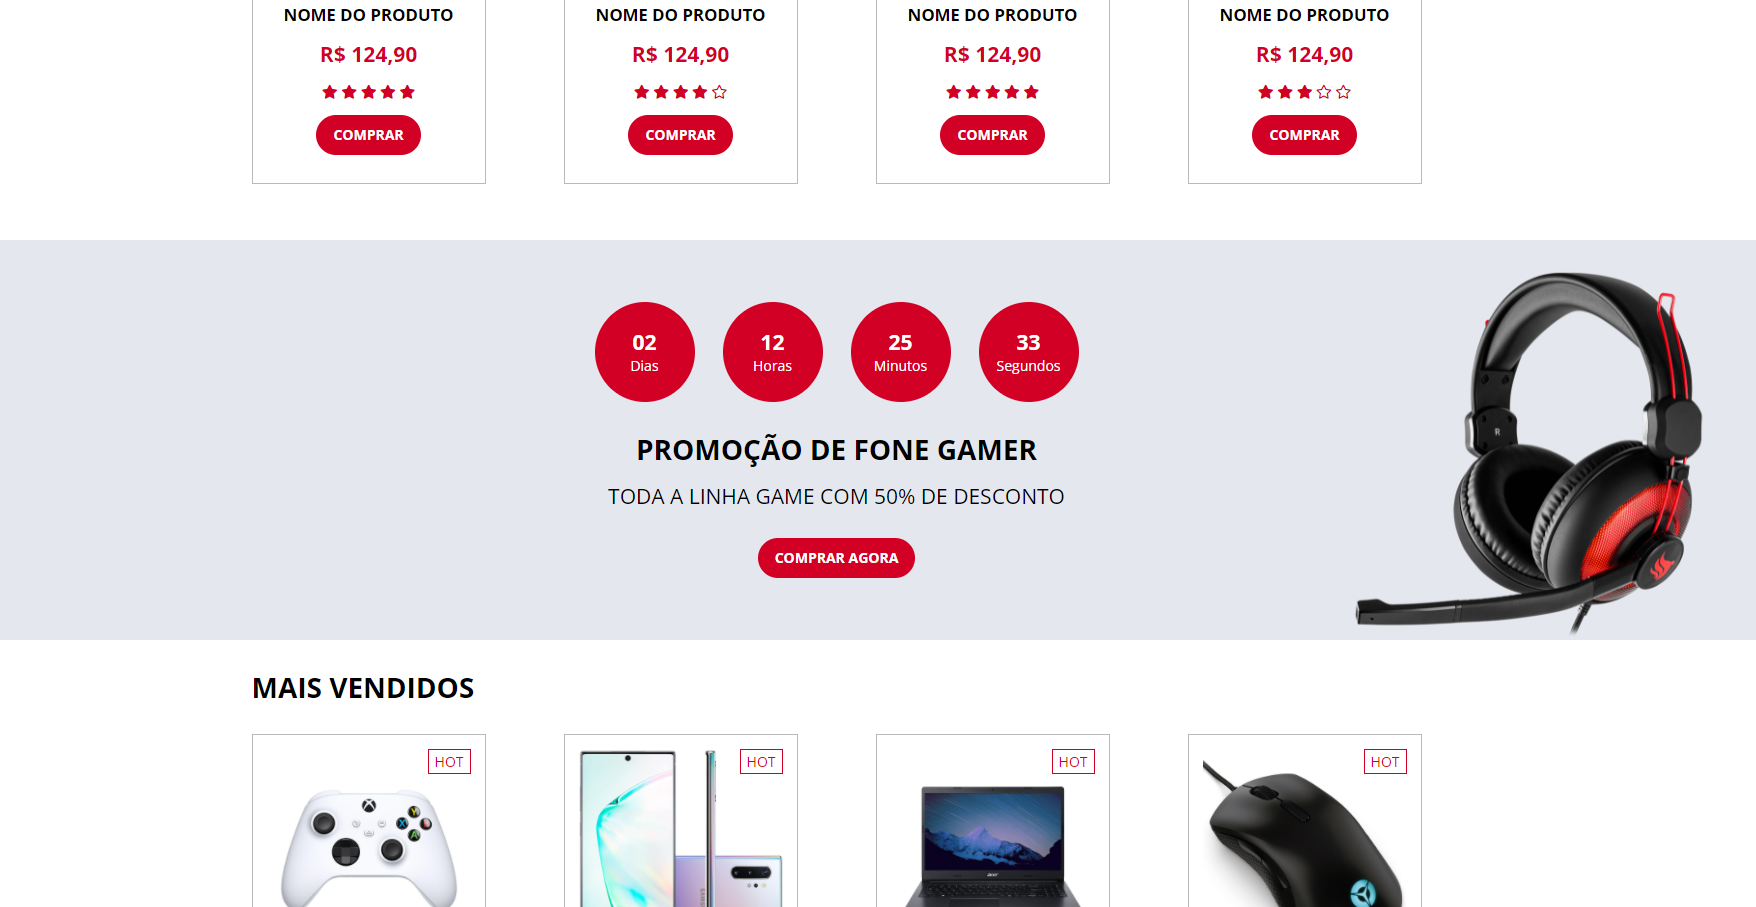 NOME DO PRODUTO
R$ 124,90
COMPRAR
NOME DO PRODUTO
R$ 124,90
COMPRAR
NOME DO PRODUTO
R$ 124,90
COMPRAR
NOME DO PRODUTO
R$ 124,90
COMPRAR
02
Dias
12
Horas
25
Minutos
33
Segundos
R
PROMOÇÃO DE FONE GAMER
TODA A LINHA GAME COM 50% DE DESCONTO
COMPRAR AGORA
MAIS VENDIDOS
HOT
Y
X
B
A
HOT
SAMSUNG
HOT
acer
HOT